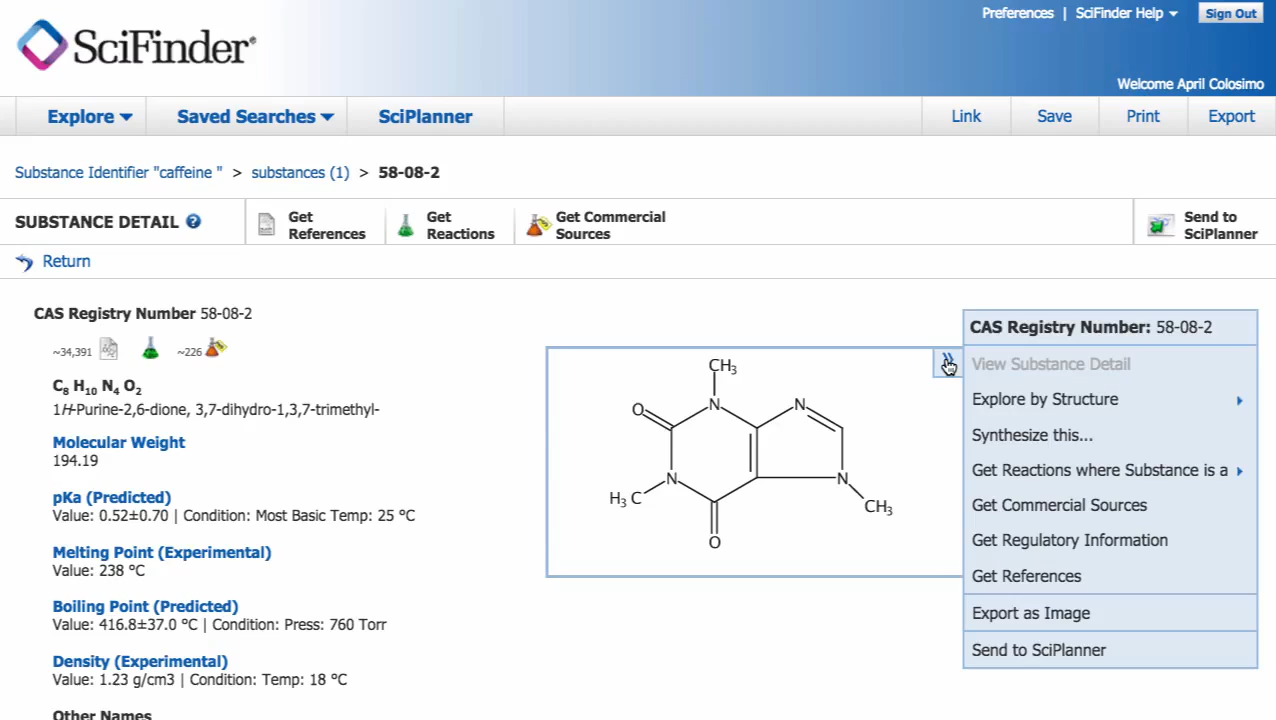 Preferences | SciFinder Help
Sign Out
SciFinder®
Welcome April Colosimo
Explore
Saved Searches
SciPlanner
Link
Save
Print
Export
Substance Identifier "caffeine " > substances (1) > 58-08-2
SUBSTANCE DETAIL ?
Get
References
Get
Reactions
Get Commercial
Sources
Send to
SciPlanner
Return
CAS Registry Number 58-08-2
~34,391
~226
C8 H10 N4 O2
1H-Purine-2,6-dione, 3,7-dihydro-1,3,7-trimethyl-
Molecular Weight
194.19
pKa (Predicted)
Value: 0.52±0.70 | Condition: Most Basic Temp: 25 °C
Melting Point (Experimental)
Value: 238 °C
Boiling Point (Predicted)
Value: 416.8±37.0 °C | Condition: Press: 760 Torr
Density (Experimental)
Value: 1.23 g/cm3 | Condition: Temp: 18 °C
Other Names
CH3
O
N
N
N
N
H3C
CH3
O
CAS Registry Number: 58-08-2
View Substance Detail
Explore by Structure
Synthesize this...
Get Reactions where Substance is a
Get Commercial Sources
Get Regulatory Information
Get References
Export as Image
Send to SciPlanner